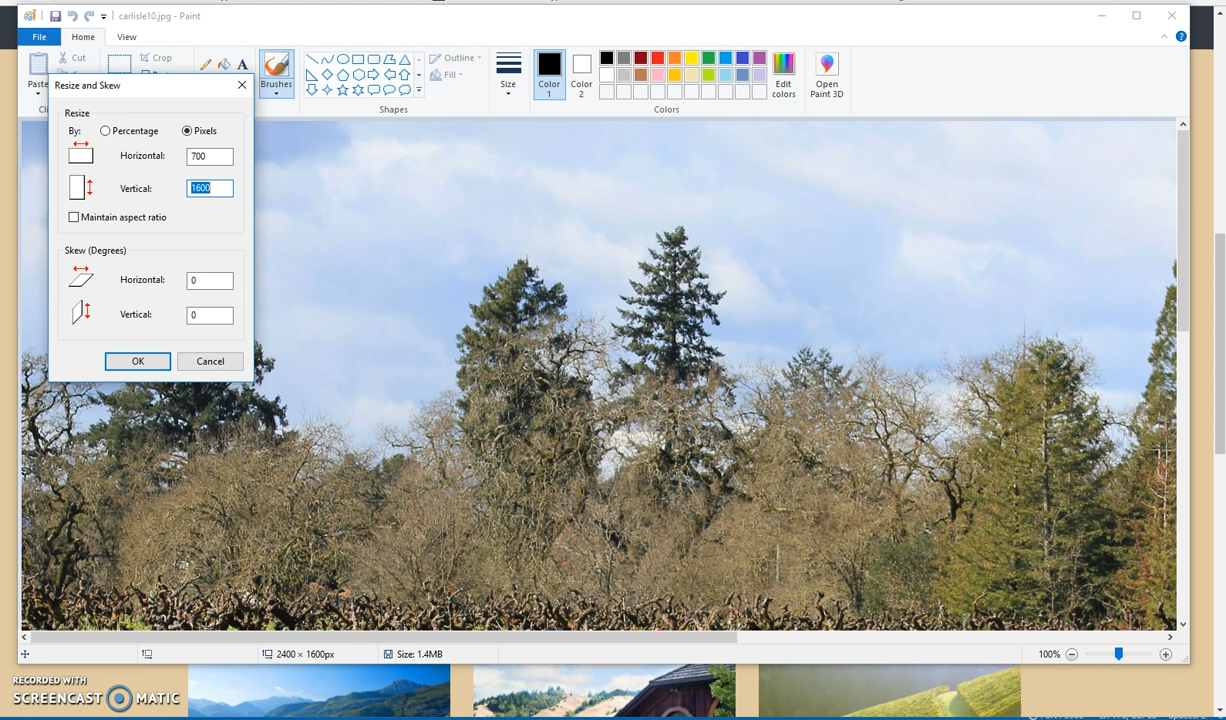 carlisle10.jpg - Paint
File
Home
View
Cut
Crop
Paste
Brushes
Outline
Fill
Shapes
Size
Color 1
Color 2
Edit colors
Open Paint 3D
Colors
Resize and Skew
Resize
By:
Percentage
Pixels
Horizontal:
700
Vertical:
1600
Maintain aspect ratio
Skew (Degrees)
Horizontal:
0
Vertical:
0
OK
Cancel
2400 × 1600px
Size: 1.4MB
100%
RECORDED WITH
SCREENCAST MATIC